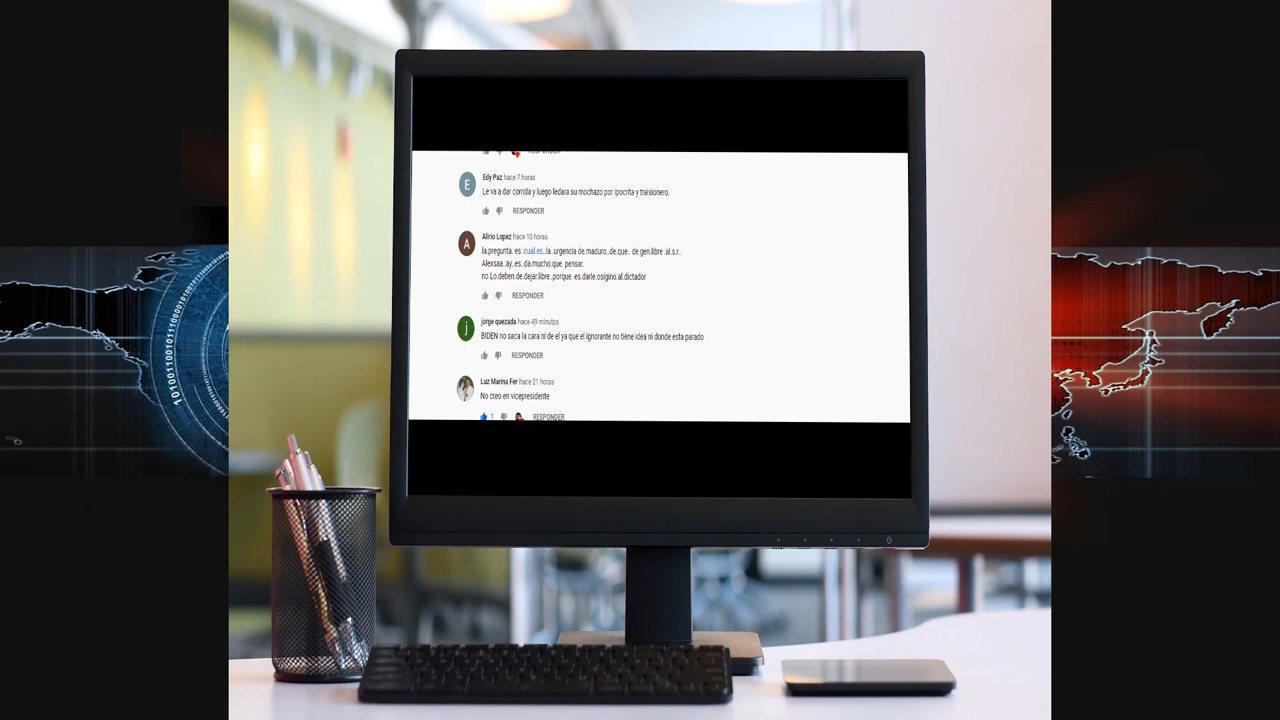 Edy Paz hace 7 horas
Le va a dar corrida y luego ledara su mochazo por ipocrita y traisionero.
RESPONDER
Alirio Lopez hace 10 horas
la.pregunta. es .cual.es..la..urgencia de.maduro..de.que.. de gen.libre .al.s.r..
Alexsaa..ay..es..da.mucho.que. pensar.
no.Lo.deben.de.dejar.libre .porque. es.darle.osigino.al.dictador
RESPONDER
jorge quezada hace 49 minutos
BIDEN no saca la cara ni de el ya que el ignorante no tiene idea ni donde esta parado
RESPONDER
Luz Marina Fer hace 21 horas
No creo en vicepresidente
1 RESPONDER
10100110010111100010100